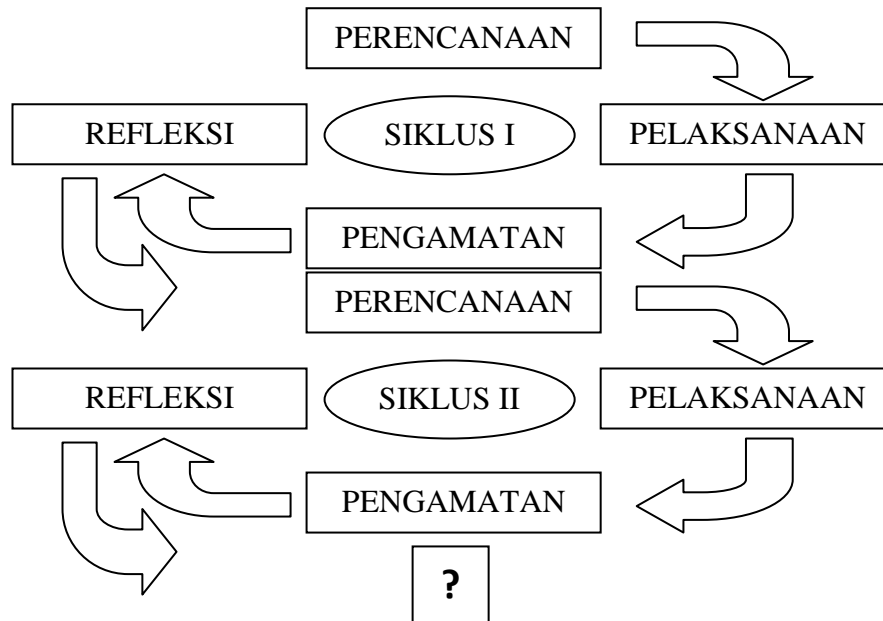 PERENCANAAN
REFLEKSI
SIKLUS I
PELAKSANAAN
PENGAMATAN
PERENCANAAN
REFLEKSI
SIKLUS II
PELAKSANAAN
PENGAMATAN
?